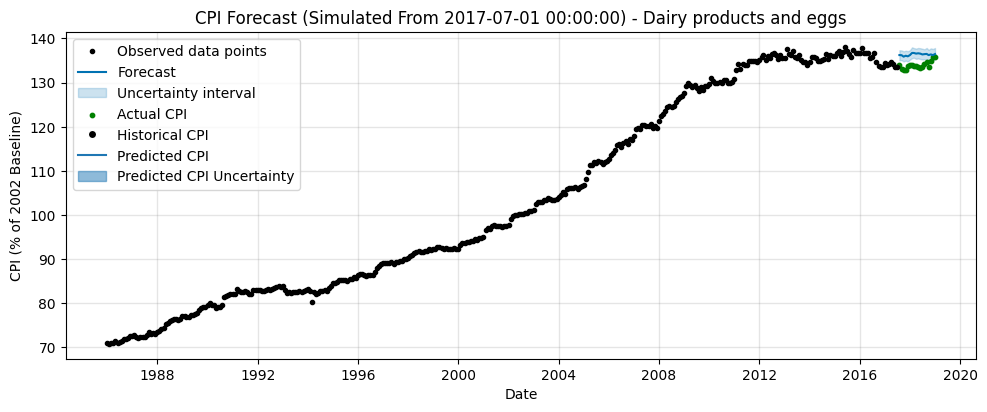 CPI Forecast (Simulated From 2017-07-01 00:00:00) - Dairy products and eggs
CPI (% of 2002 Baseline)
140
130
120
110
100
90
80
70
Observed data points
Forecast
Uncertainty interval
Actual CPI
Historical CPI
Predicted CPI
Predicted CPI Uncertainty
1988
1992
1996
2000
2004
2008
2012
2016
2020
Date